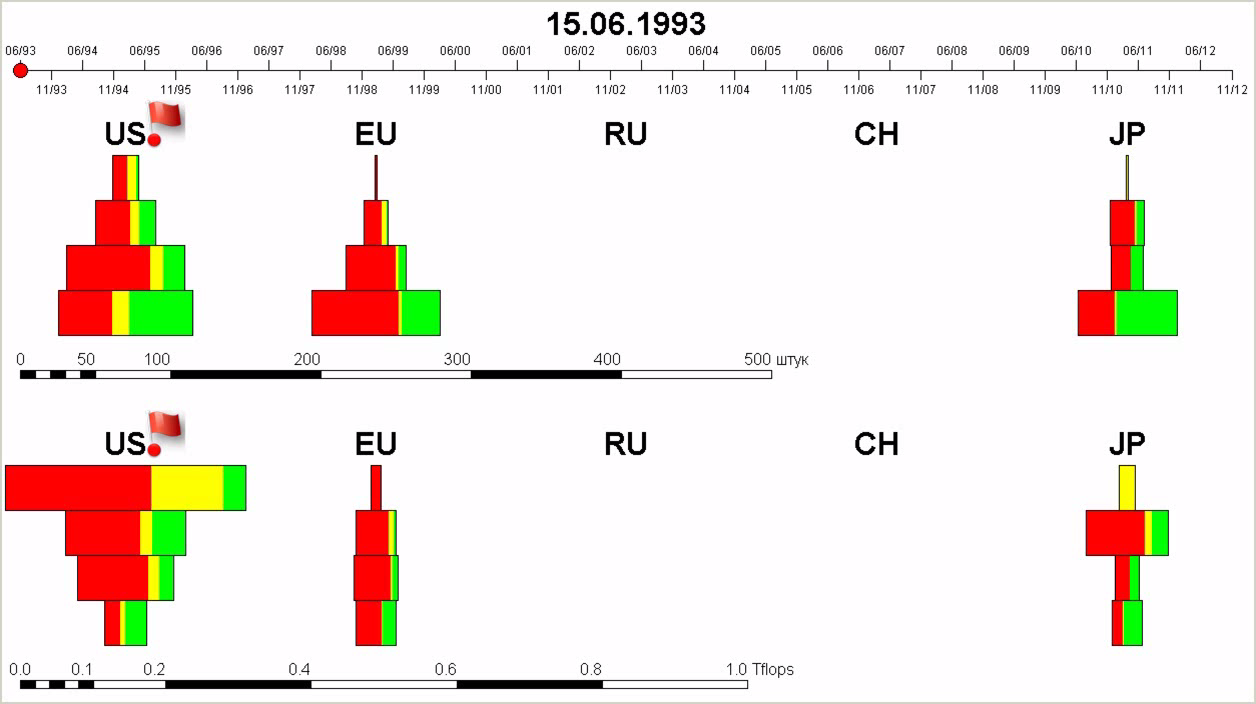 15.06.1993
06/93 06/94 06/95 06/96 06/97 06/98 06/99 06/00 06/01 06/02 06/03 06/04 06/05 06/06 06/07 06/08 06/09 06/10 06/11 06/12
11/93 11/94 11/95 11/96 11/97 11/98 11/99 11/00 11/01 11/02 11/03 11/04 11/05 11/06 11/07 11/08 11/09 11/10 11/11 11/12
US EU RU CH JP
0 50 100 200 300 400 500 штук
US EU RU CH JP
0.0 0.1 0.2 0.4 0.6 0.8 1.0 Tflops